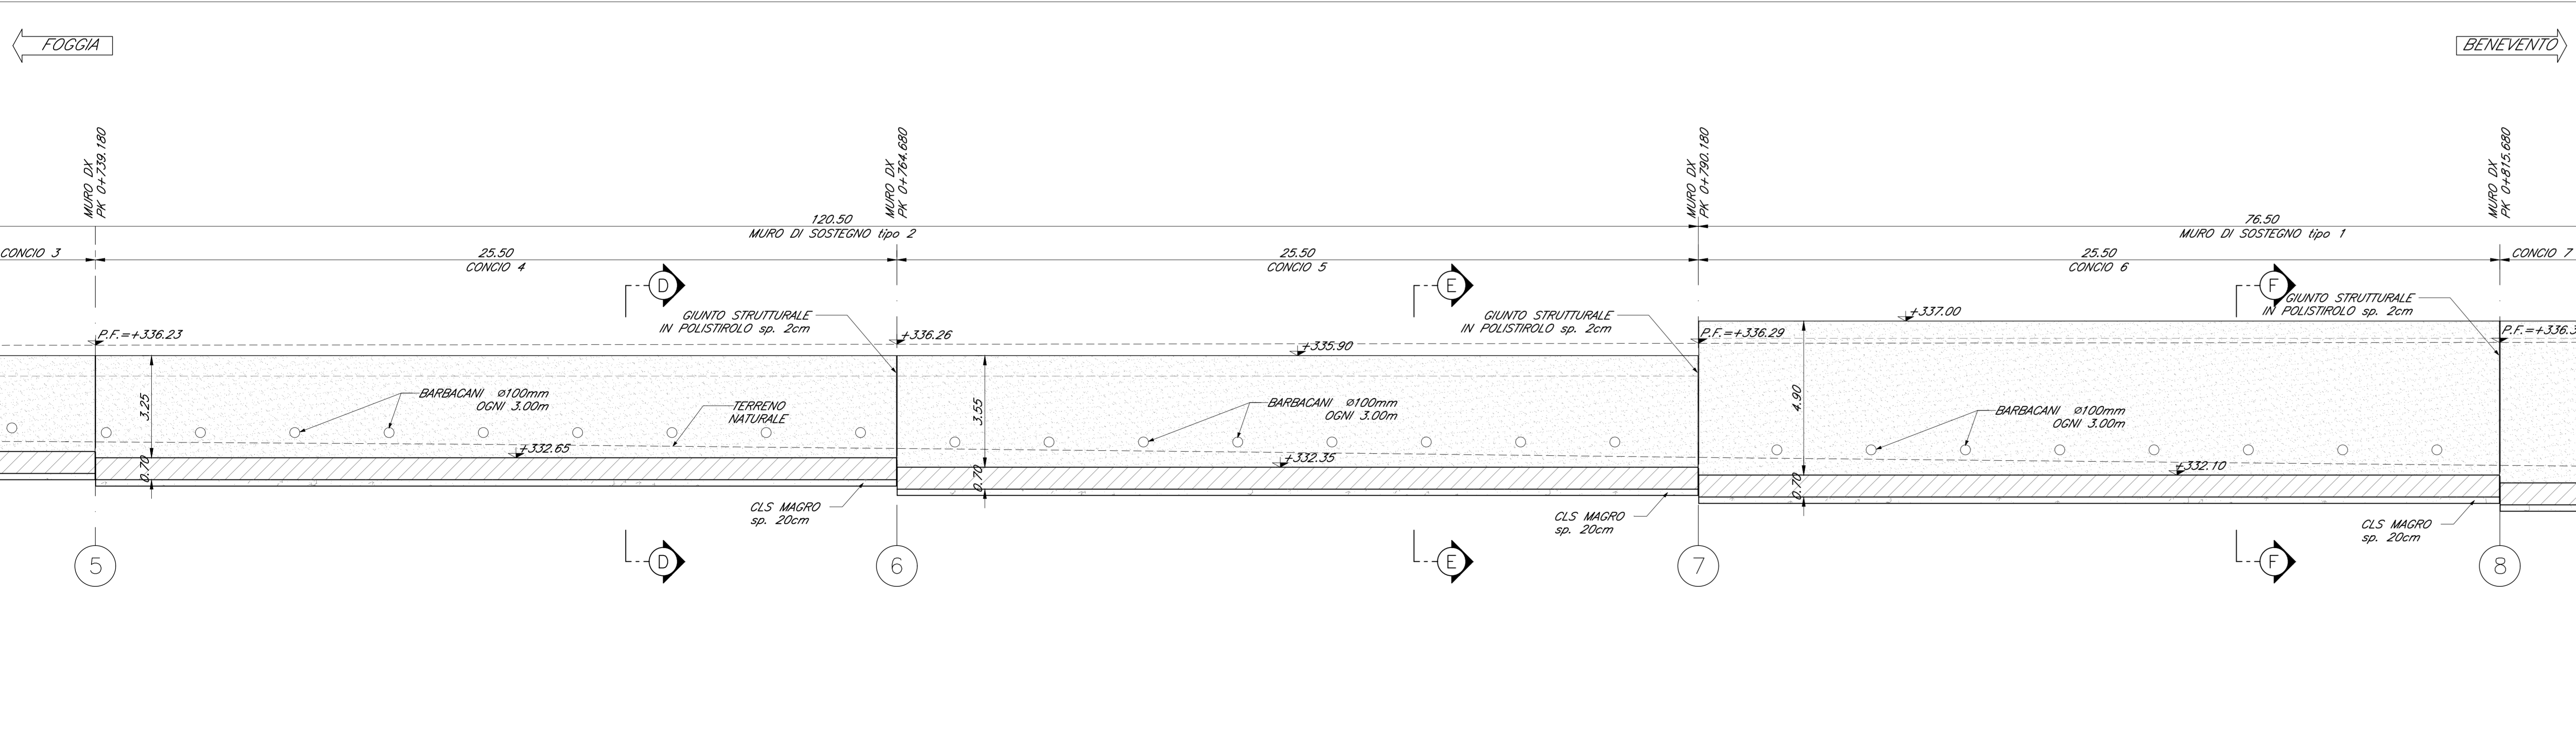 FOGGIA
BENEVENTO
MURO DX
PK 0+739.180
MURO DX
PK 0+764.680
MURO DX
PK 0+790.180
MURO DX
PK 0+815.680
120.50
MURO DI SOSTEGNO tipo 2
76.50
MURO DI SOSTEGNO tipo 1
CONCIO 3
25.50
CONCIO 4
25.50
CONCIO 5
25.50
CONCIO 6
CONCIO 7
D
E
F
GIUNTO STRUTTURALE
IN POLISTIROLO sp. 2cm
GIUNTO STRUTTURALE
IN POLISTIROLO sp. 2cm
GIUNTO STRUTTURALE
IN POLISTIROLO sp. 2cm
P.F.=+336.23
+336.26
+335.90
P.F.=+336.29
+337.00
P.F.=+336.3
3.25
BARBACANI ⌀100mm
OGNI 3.00m
TERRENO
NATURALE
3.55
BARBACANI ⌀100mm
OGNI 3.00m
4.90
BARBACANI ⌀100mm
OGNI 3.00m
+332.65
+332.35
+332.10
0.70
0.70
0.70
CLS MAGRO
sp. 20cm
CLS MAGRO
sp. 20cm
CLS MAGRO
sp. 20cm
D
E
F
5
6
7
8